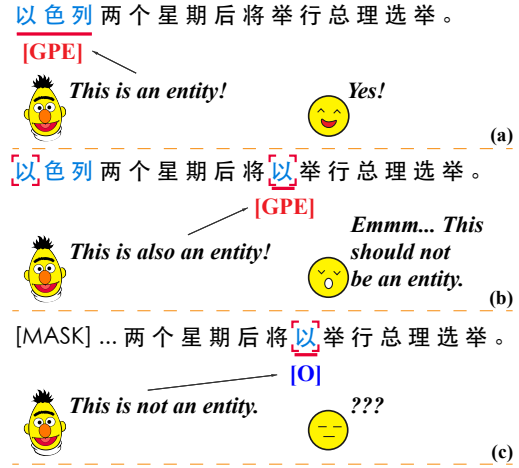 以色列两个星期后将举行总理选举。
[GPE]
This is an entity!
Yes!
(a)
以色列两个星期后将以举行总理选举。
[GPE]
This is also an entity!
Emmm... This
should not
be an entity.
(b)
[MASK] ... 两个星期后将以举行总理选举。
[O]
This is not an entity.
???
(c)